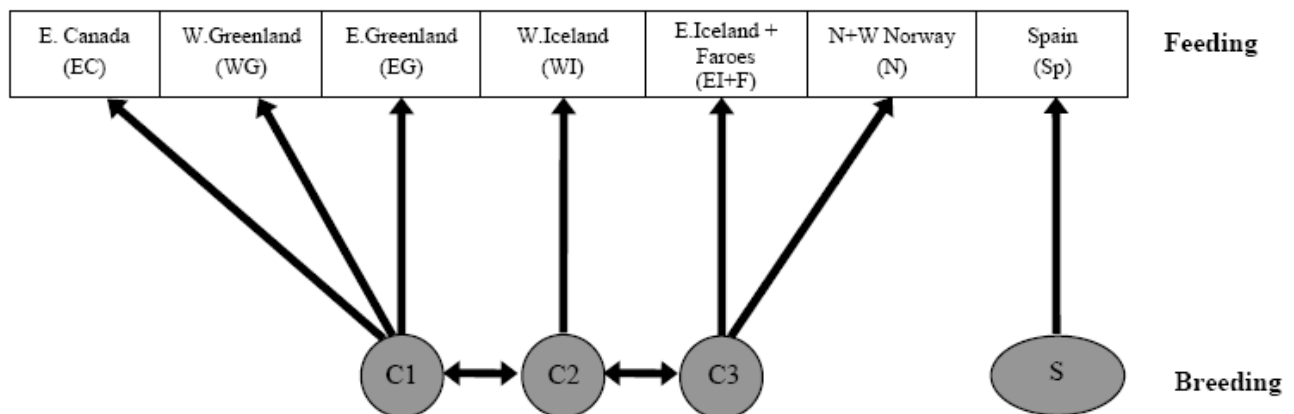 E. Canada
(EC)
W.Greenland
(WG)
E.Greenland
(EG)
W.Iceland
(WI)
E.Iceland +
Faroes
(EI+F)
N+W Norway
(N)
Spain
(Sp)
Feeding
C1
C2
C3
S
Breeding